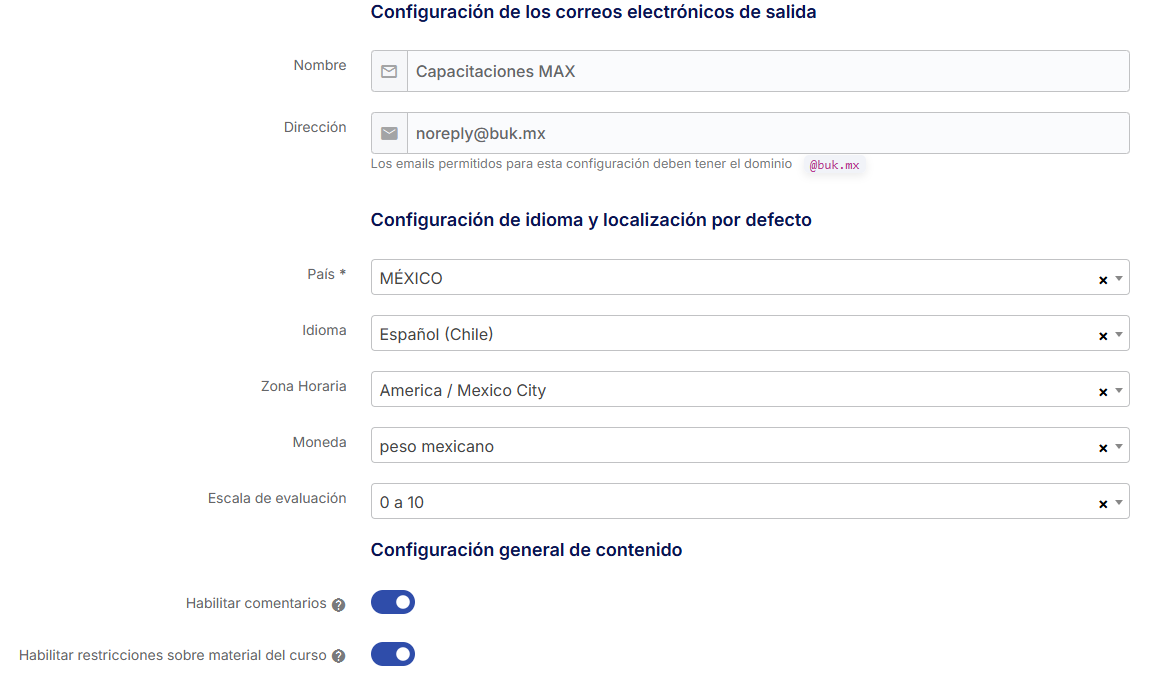 Configuración de los correos electrónicos de salida
Nombre
Capacitaciones MAX
Dirección
noreply@buk.mx
Los emails permitidos para esta configuración deben tener el dominio @buk.mx
Configuración de idioma y localización por defecto
País *
MÉXICO
Idioma
Español (Chile)
Zona Horaria
America / Mexico City
Moneda
peso mexicano
Escala de evaluación
0 a 10
Configuración general de contenido
Habilitar comentarios
Habilitar restricciones sobre material del curso